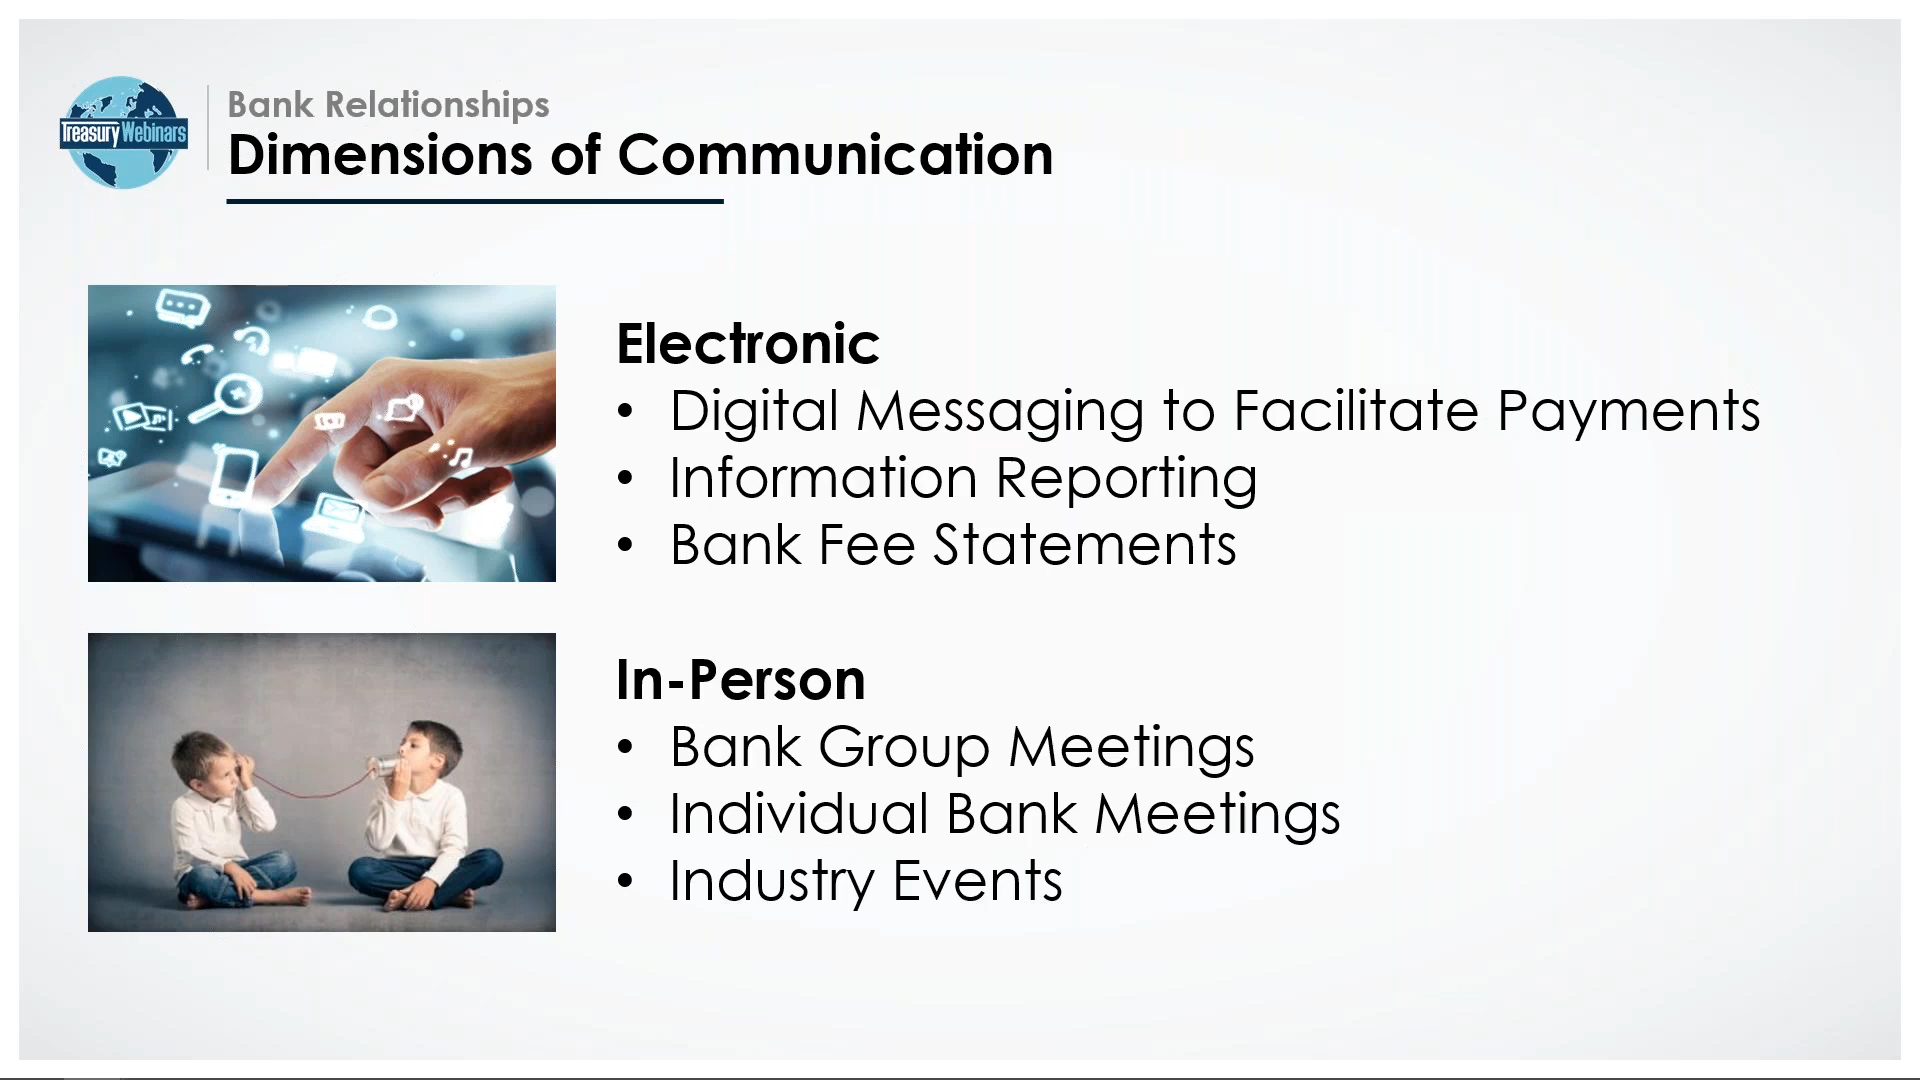 Treasury Webinars
Bank Relationships
Dimensions of Communication
Electronic
• Digital Messaging to Facilitate Payments
• Information Reporting
• Bank Fee Statements
In-Person
• Bank Group Meetings
• Individual Bank Meetings
• Industry Events